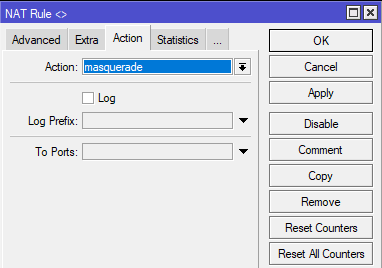 NAT Rule <>
Advanced Extra Action Statistics ...
OK
Action: masquerade
Cancel
Log
Apply
Log Prefix:
Disable
To Ports:
Comment
Copy
Remove
Reset Counters
Reset All Counters